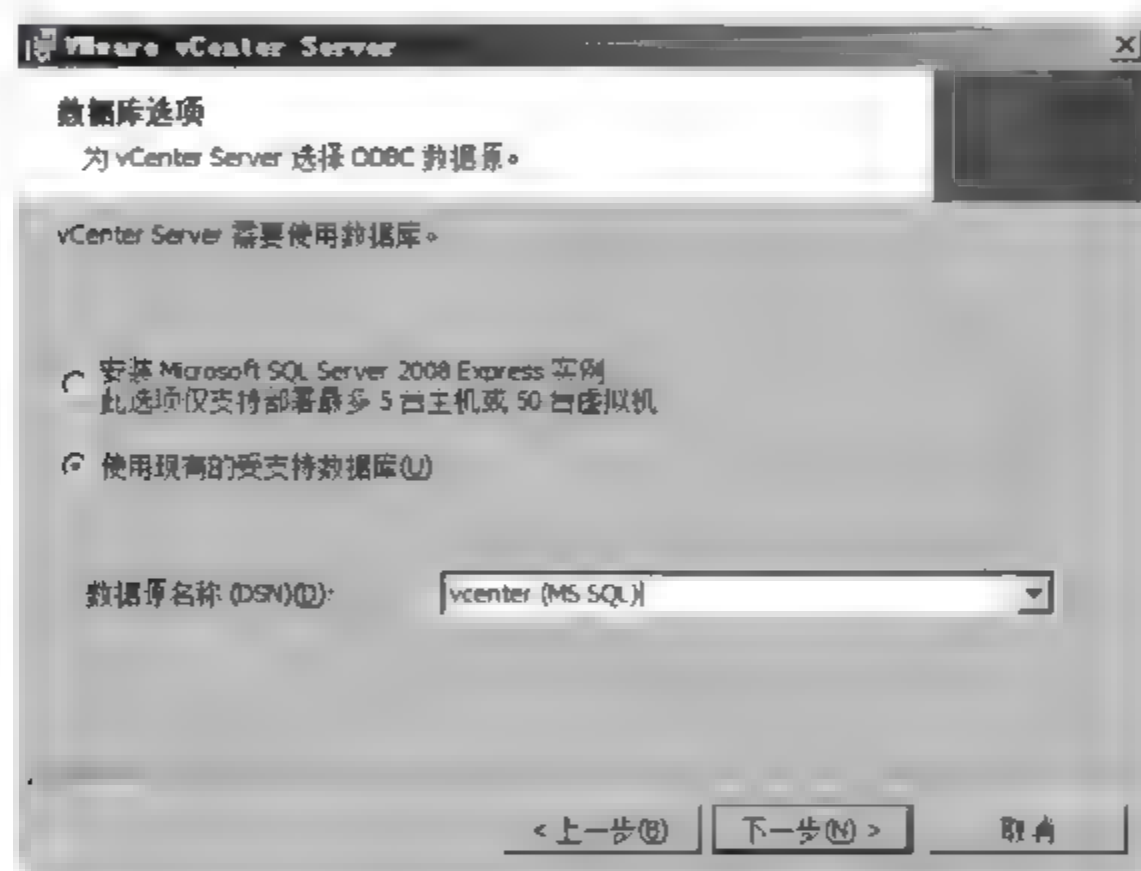 VMware vCenter Server
数据库选项
为 vCenter Server 选择 ODBC 数据源。
vCenter Server 需要使用数据库。
安装 Microsoft SQL Server 2008 Express 实例
此选项仅支持部署最多 5 台主机或 50 台虚拟机
使用现有的受支持数据库(U)
数据源名称 (DSN)(D):
vcenter (MS SQL)
< 上一步(B)
下一步(N) >
取消